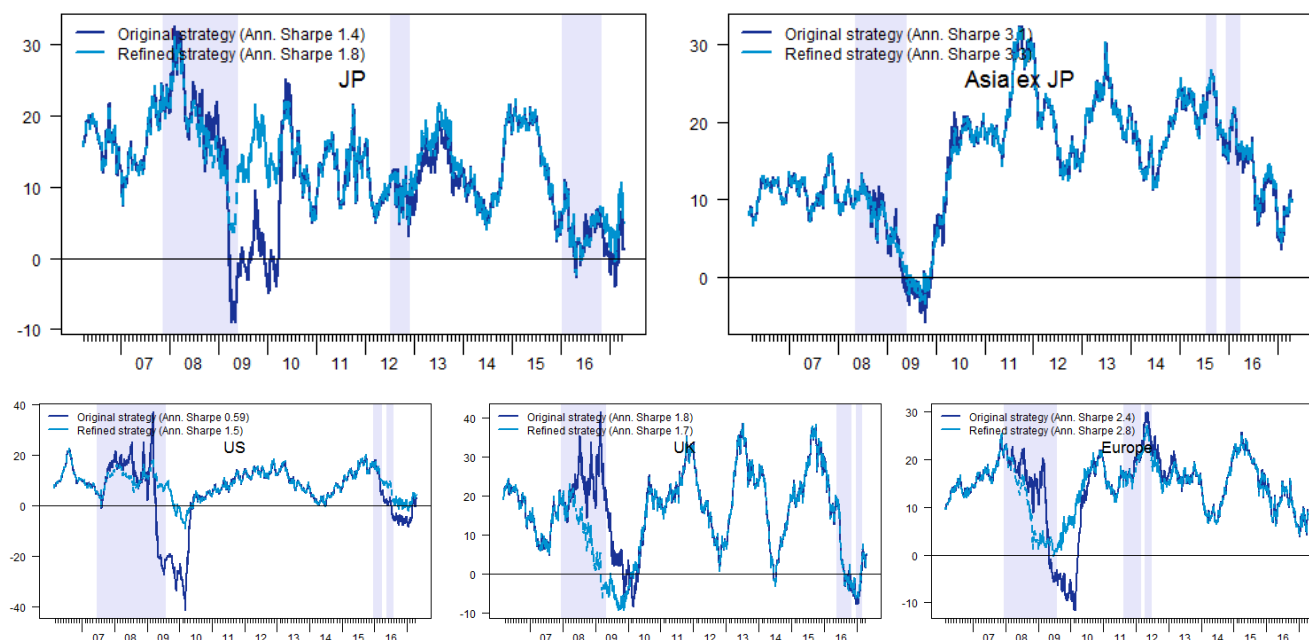 Original strategy (Ann. Sharpe 1.4)
Refined strategy (Ann. Sharpe 1.8)
JP
30
20
10
0
-10
07 08 09 10 11 12 13 14 15 16
Original strategy (Ann. Sharpe 3.1)
Refined strategy (Ann. Sharpe 3.3)
Asia ex JP
30
20
10
0
07 08 09 10 11 12 13 14 15 16
Original strategy (Ann. Sharpe 0.59)
Refined strategy (Ann. Sharpe 1.5)
US
40
20
0
-20
-40
07 08 09 10 11 12 13 14 15 16
Original strategy (Ann. Sharpe 1.8)
Refined strategy (Ann. Sharpe 1.7)
UK
40
30
20
10
0
-10
07 08 09 10 11 12 13 14 15 16
Original strategy (Ann. Sharpe 2.4)
Refined strategy (Ann. Sharpe 2.8)
Europe
30
20
10
0
-10
07 08 09 10 11 12 13 14 15 16